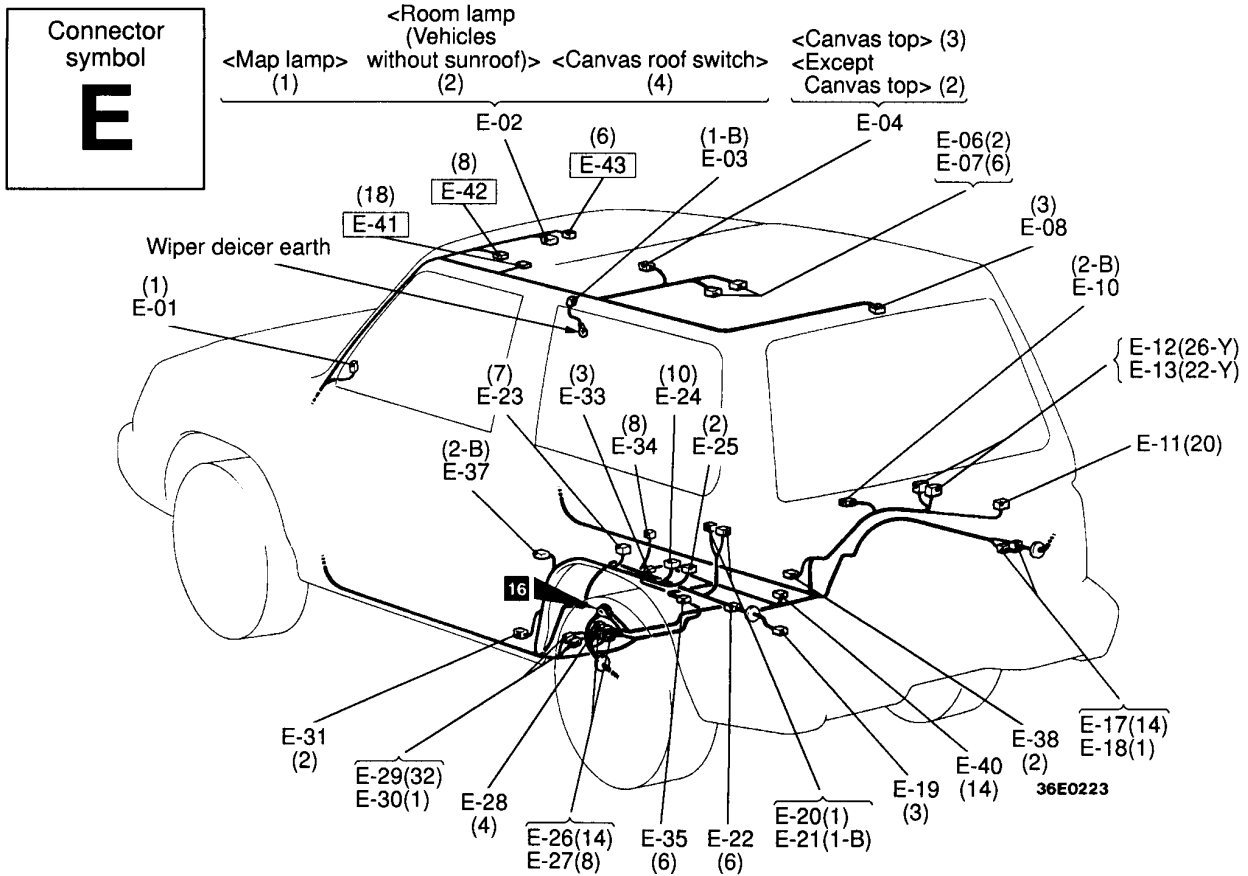 Connector
symbol
E
<Map lamp>
(1)
<Room lamp
(Vehicles
without sunroof)>
(2)
<Canvas roof switch>
(4)
<Canvas top> (3)
<Except
Canvas top> (2)
E-02
E-04
(6)
E-43
(1-B)
E-03
E-06(2)
E-07(6)
(8)
E-42
(18)
E-41
(3)
E-08
Wiper deicer earth
(2-B)
E-10
(1)
E-01
E-12(26-Y)
E-13(22-Y)
(7)
E-23
(3)
E-33
(10)
E-24
(8)
E-34
(2)
E-25
E-11(20)
(2-B)
E-37
16
E-31
(2)
E-29(32)
E-30(1)
E-28
(4)
E-26(14)
E-27(8)
E-35
(6)
E-22
(6)
E-20(1)
E-21(1-B)
E-19
(3)
E-40
(14)
E-38
(2)
E-17(14)
E-18(1)
36E0223